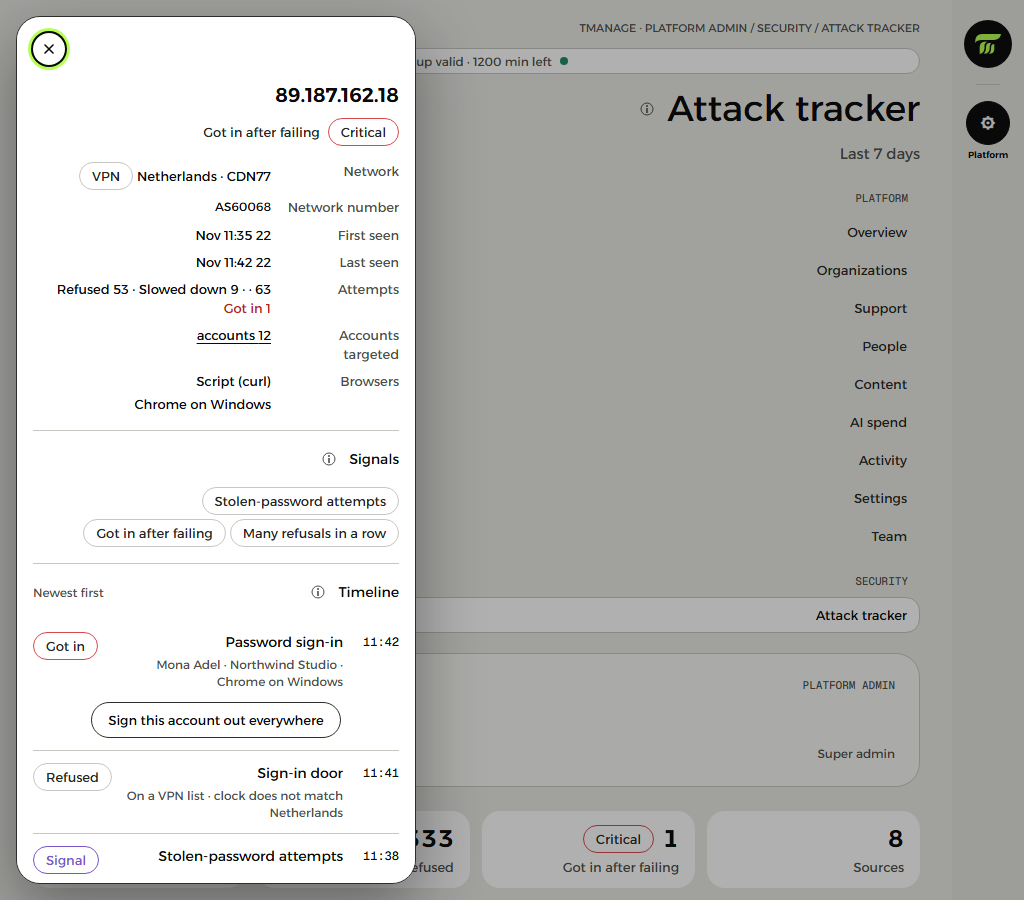 89.187.162.18
Got in after failing Critical
Network VPN Netherlands · CDN77
Network number AS60068
First seen Nov 11:35 22
Last seen Nov 11:42 22
Attempts Refused 53 · Slowed down 9 · · 63
Got in 1
Accounts targeted accounts 12
Browsers Script (curl)
Chrome on Windows
Signals
Stolen-password attempts
Got in after failing Many refusals in a row
Timeline Newest first
11:42 Password sign-in Got in
Mona Adel · Northwind Studio ·
Chrome on Windows
Sign this account out everywhere
11:41 Sign-in door Refused
On a VPN list · clock does not match
Netherlands
11:38 Stolen-password attempts Signal
TMANAGE · PLATFORM ADMIN / SECURITY / ATTACK TRACKER
up valid · 1200 min left
Attack tracker
Last 7 days
PLATFORM
Overview
Organizations
Support
People
Content
AI spend
Activity
Settings
Team
SECURITY
Attack tracker
PLATFORM ADMIN
Super admin
8
Sources
Critical 1
Got in after failing
Platform